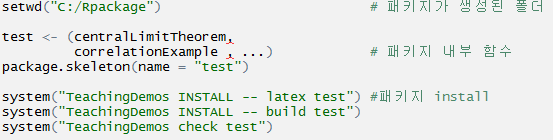 setwd("C:/Rpackage") # 패키지가 생성된 폴더
test <- (centralLimitTheorem,
correlationExample , ...) # 패키지 내부 함수
package.skeleton(name = "test")
system("TeachingDemos INSTALL -- latex test") #패키지 install
system("TeachingDemos INSTALL -- build test")
system("TeachingDemos check test")